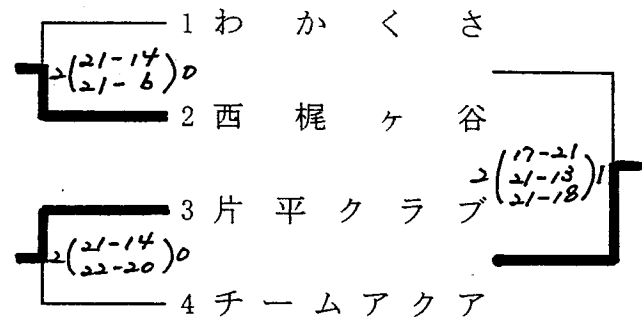 1 わかくさ
2(21-14 21-6)0
2 西梶ヶ谷
2(17-21 21-13 21-18)1
3 片平クラブ
2(21-14 22-20)0
4 チームアクア